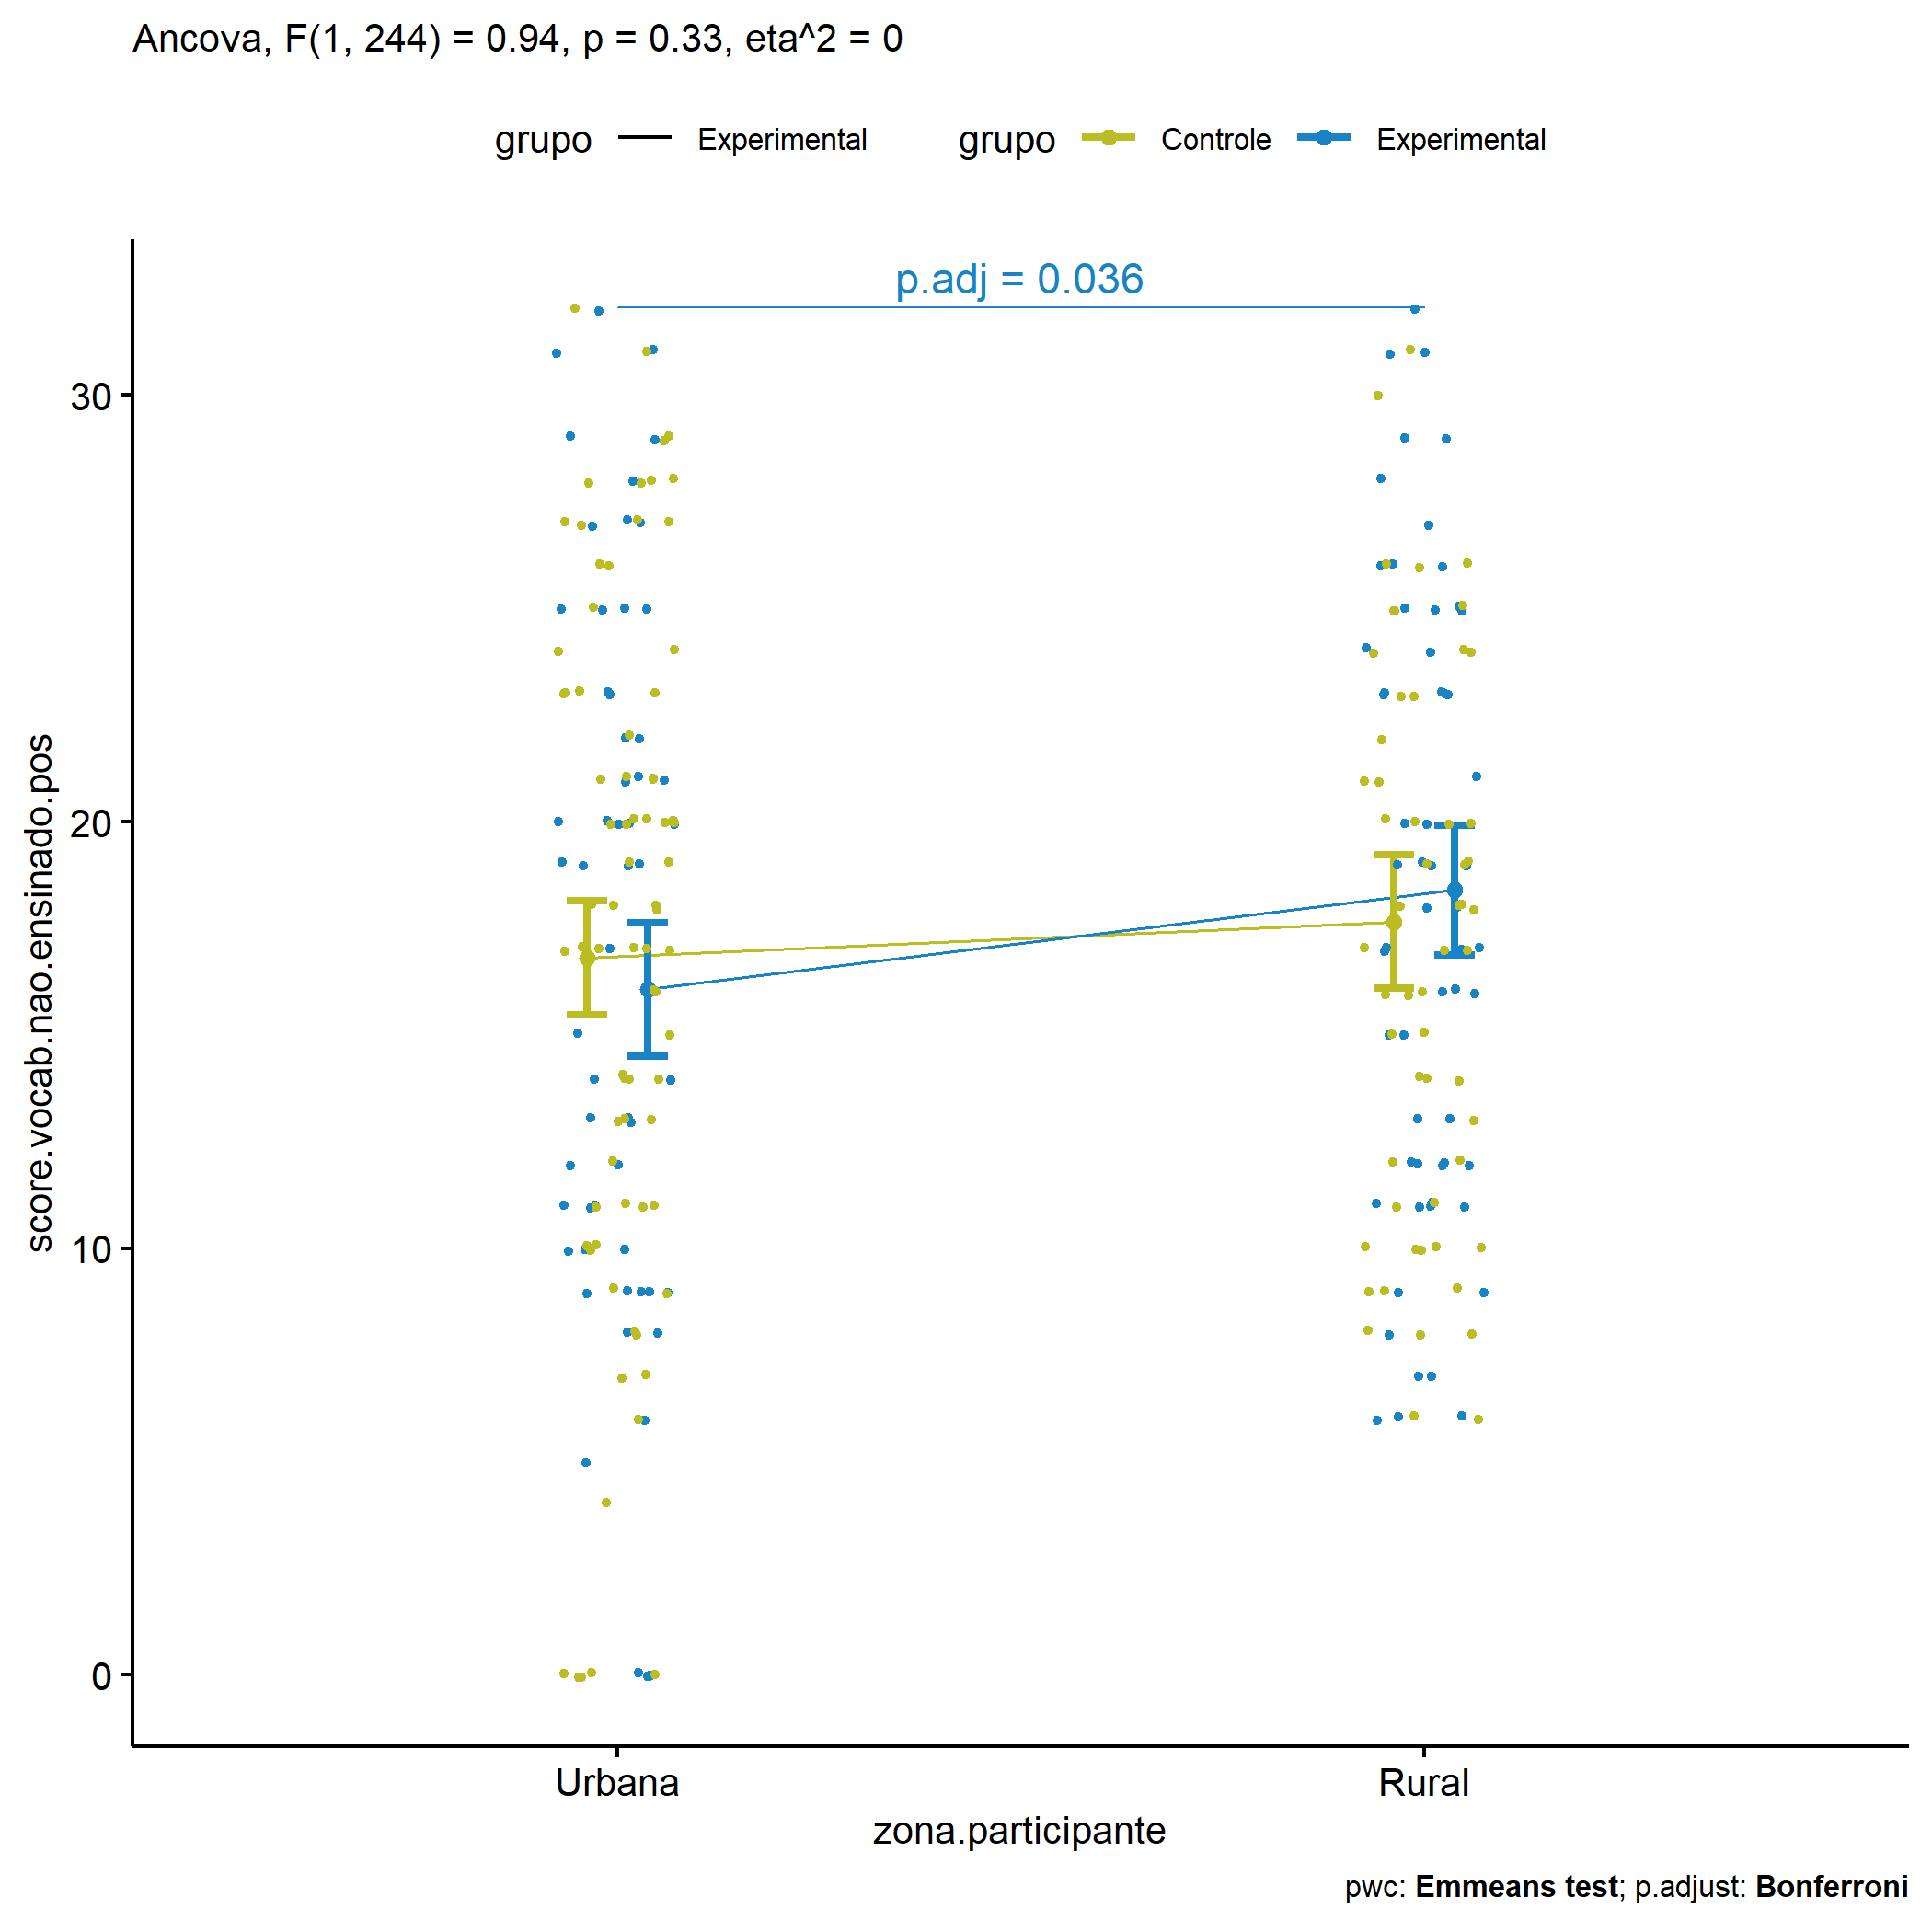 Ancova, F(1, 244) = 0.94, p = 0.33, eta^2 = 0
grupo Experimental grupo Controle Experimental
p.adj = 0.036
30
20
10
0
score.vocab.nao.ensinado.pos
Urbana Rural
zona.participante
pwc: Emmeans test; p.adjust: Bonferroni